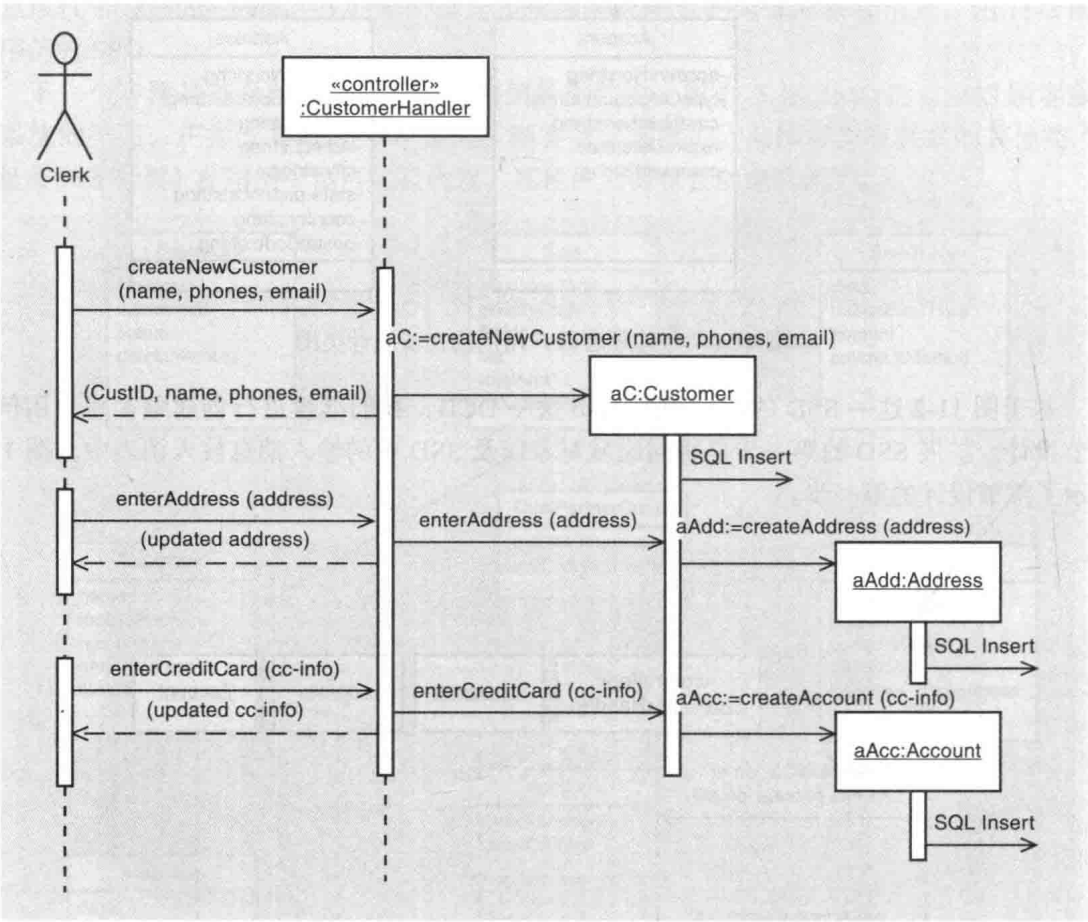 «controller»
:CustomerHandler
Clerk
createNewCustomer
(name, phones, email)
aC:=createNewCustomer (name, phones, email)
(CustID, name, phones, email)
aC:Customer
SQL Insert
enterAddress (address)
enterAddress (address)
aAdd:=createAddress (address)
(updated address)
aAdd:Address
SQL Insert
enterCreditCard (cc-info)
enterCreditCard (cc-info)
aAcc:=createAccount (cc-info)
(updated cc-info)
aAcc:Account
SQL Insert